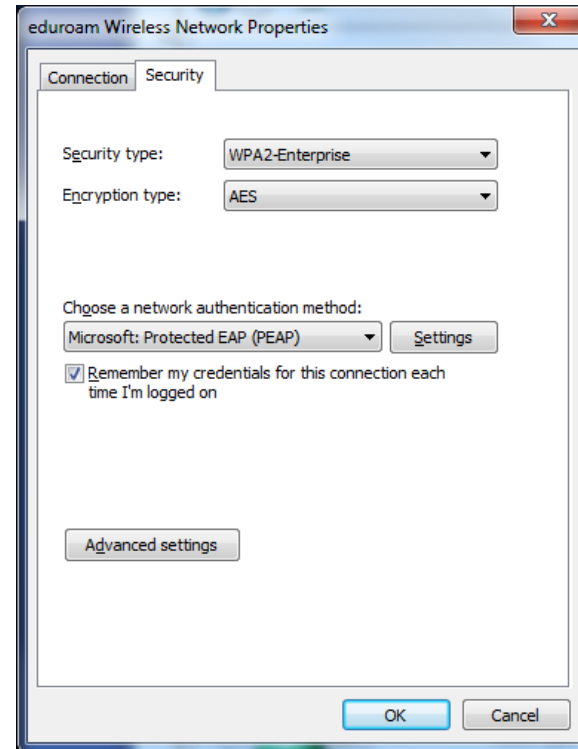 eduroam Wireless Network Properties
Connection Security
Security type: WPA2-Enterprise
Encryption type: AES
Choose a network authentication method:
Microsoft: Protected EAP (PEAP) Settings
Remember my credentials for this connection each
time I'm logged on
Advanced settings
OK Cancel